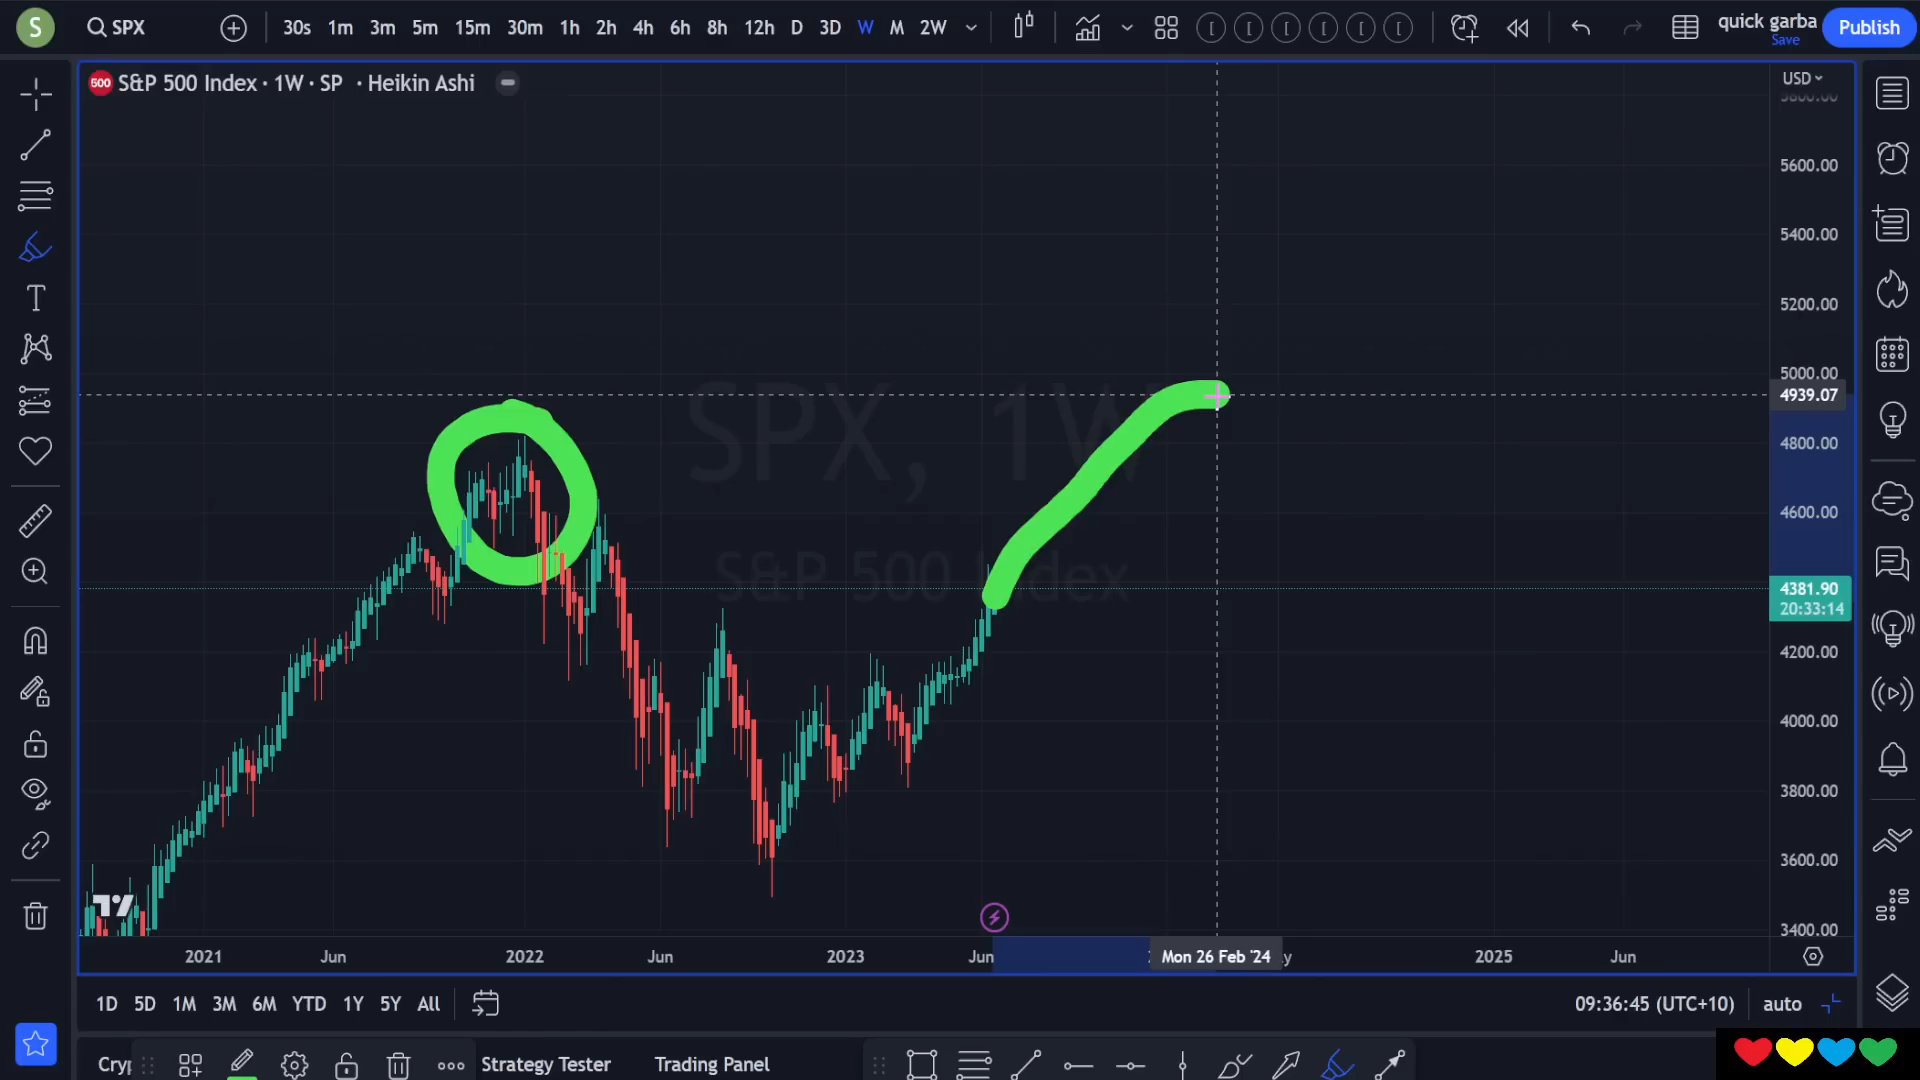 S
SPX
30s 1m 3m 5m 15m 30m 1h 2h 4h 6h 8h 12h D 3D W M 2W
quick garba
Save
Publish
500 S&P 500 Index · 1W · SP · Heikin Ashi
USD
5800.00
5600.00
5400.00
5200.00
5000.00
4939.07
4800.00
4600.00
4381.90
20:33:14
4200.00
4000.00
3800.00
3600.00
3400.00
SPX, 1W
S&P 500 Index
2021 Jun 2022 Jun 2023 Jun Mon 26 Feb '24 2025 Jun
1D 5D 1M 3M 6M YTD 1Y 5Y All
09:36:45 (UTC+10) auto
Strategy Tester Trading Panel